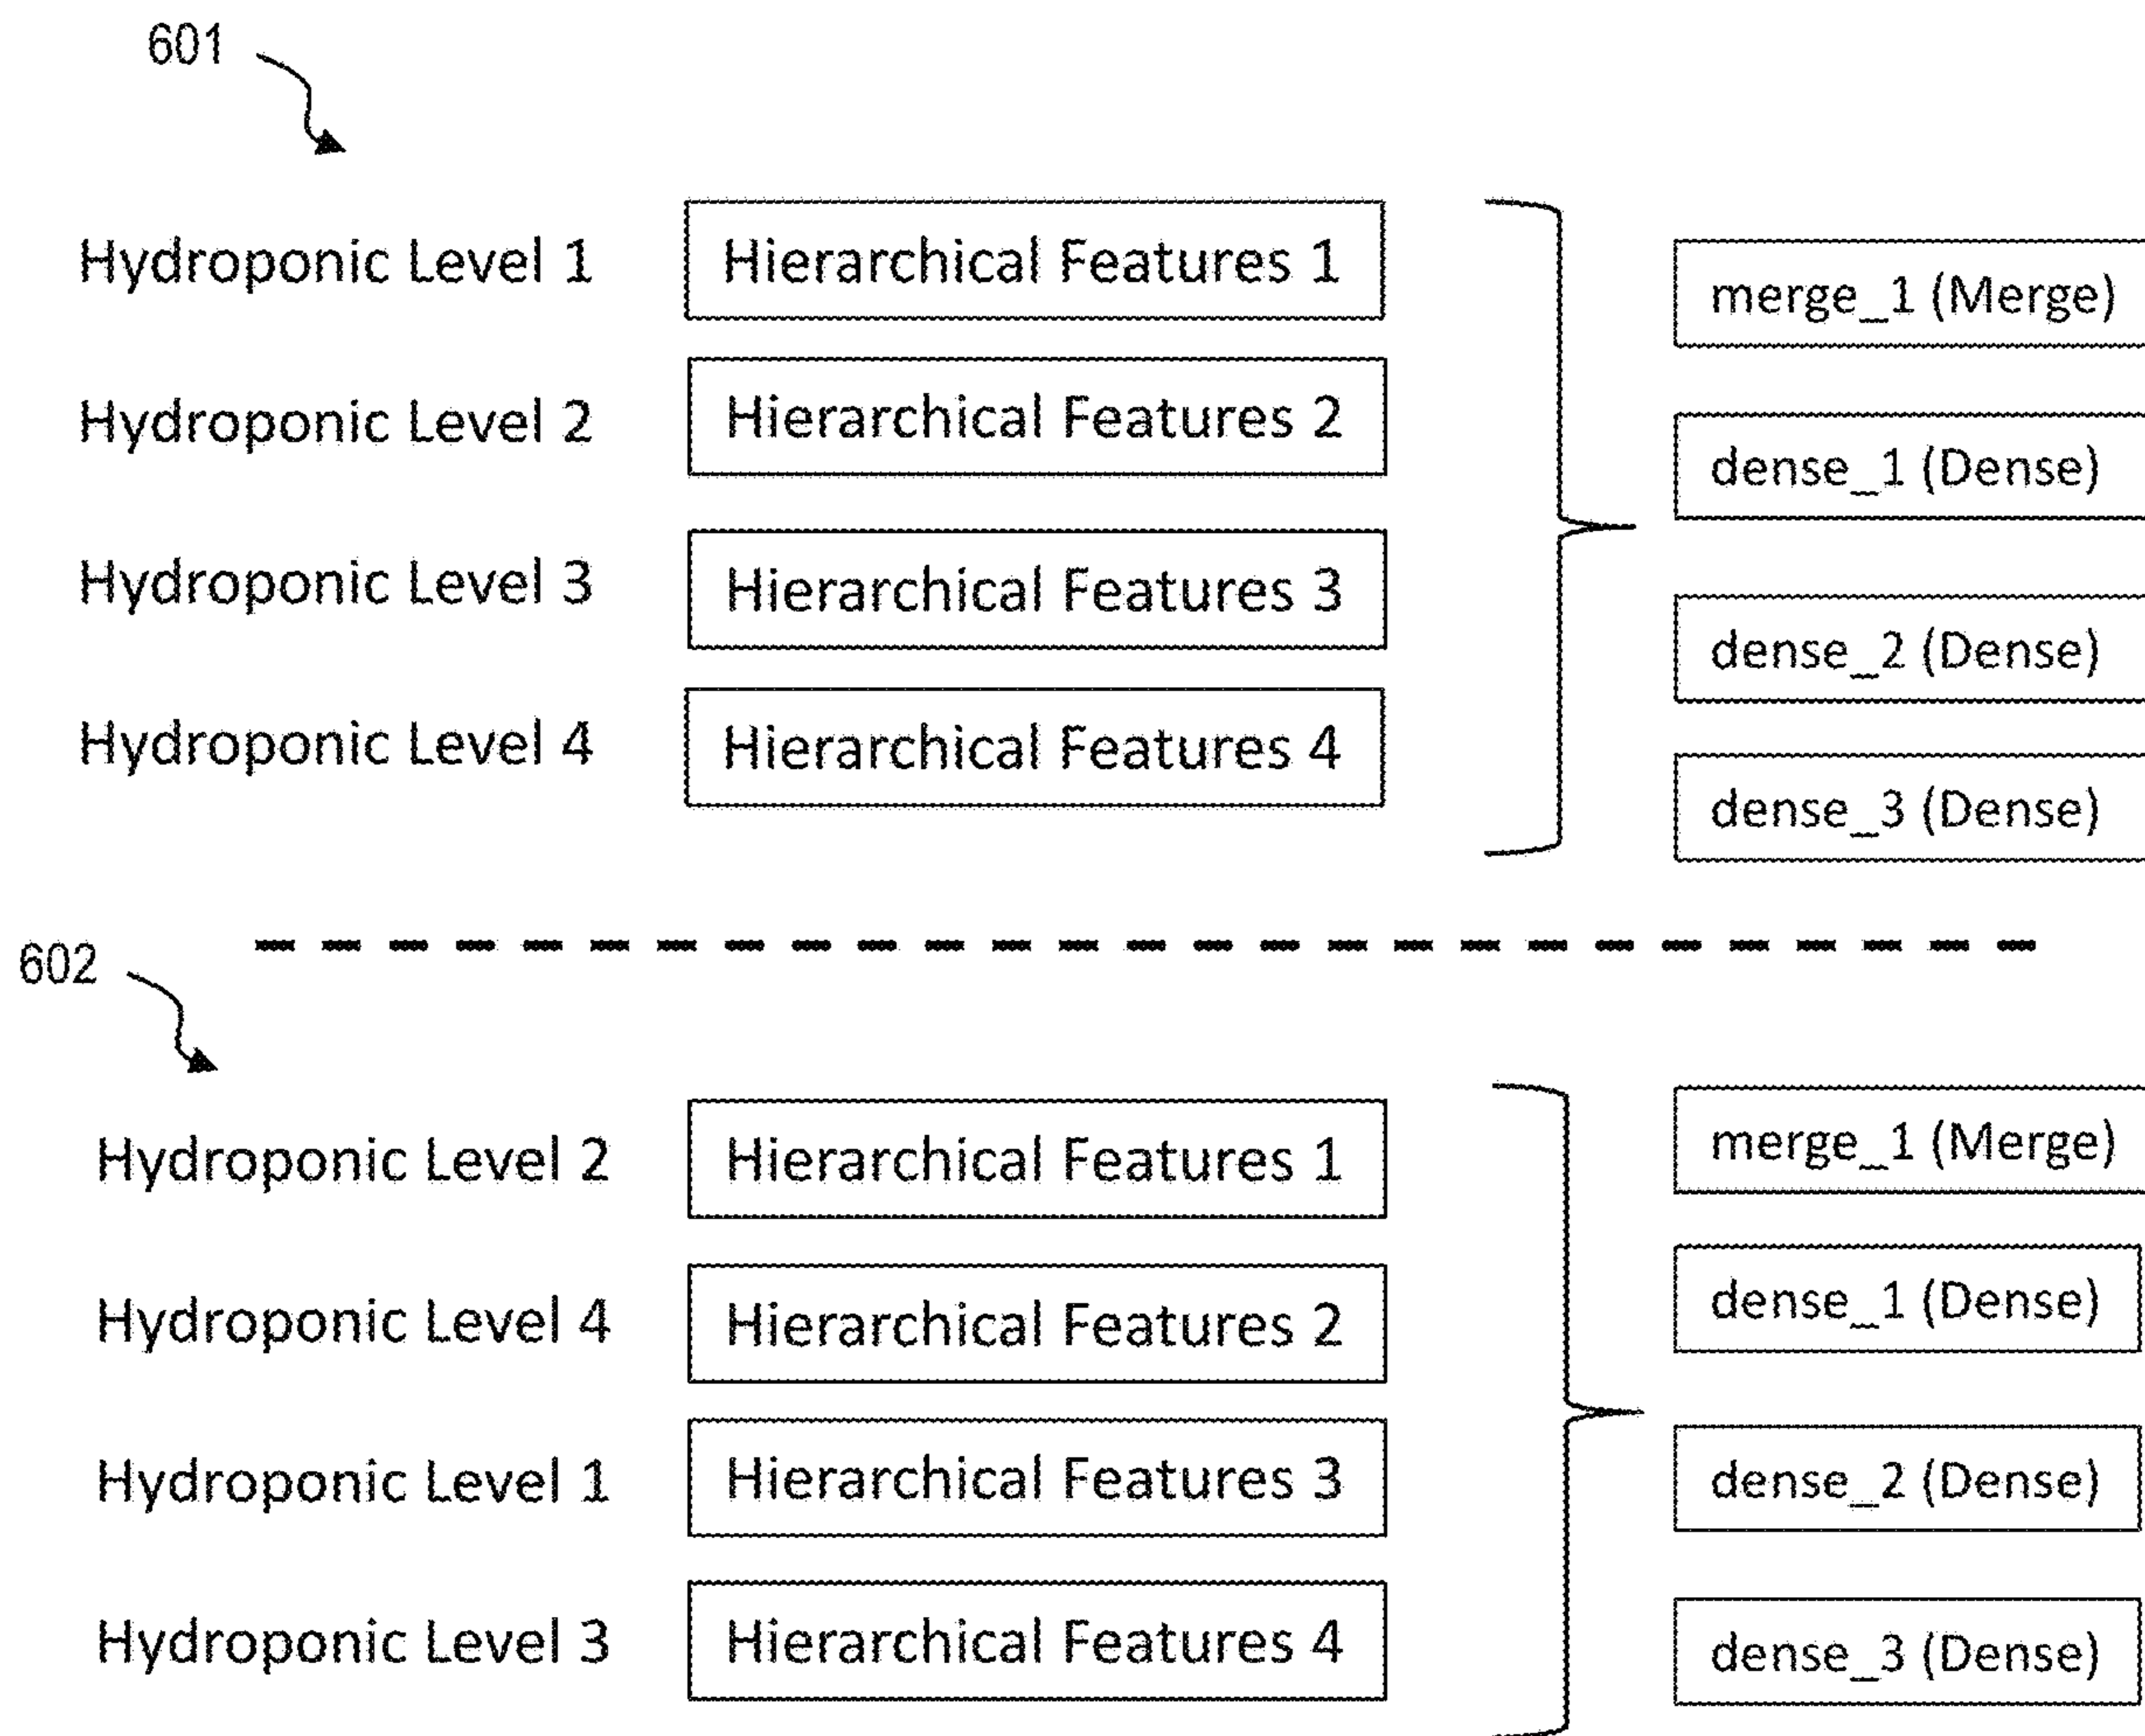 601
Hydroponic Level 1
Hierarchical Features 1
merge_1 (Merge)
Hydroponic Level 2
Hierarchical Features 2
dense_1 (Dense)
Hydroponic Level 3
Hierarchical Features 3
dense_2 (Dense)
Hydroponic Level 4
Hierarchical Features 4
dense_3 (Dense)
602
Hydroponic Level 2
Hierarchical Features 1
merge_1 (Merge)
Hydroponic Level 4
Hierarchical Features 2
dense_1 (Dense)
Hydroponic Level 1
Hierarchical Features 3
dense_2 (Dense)
Hydroponic Level 3
Hierarchical Features 4
dense_3 (Dense)